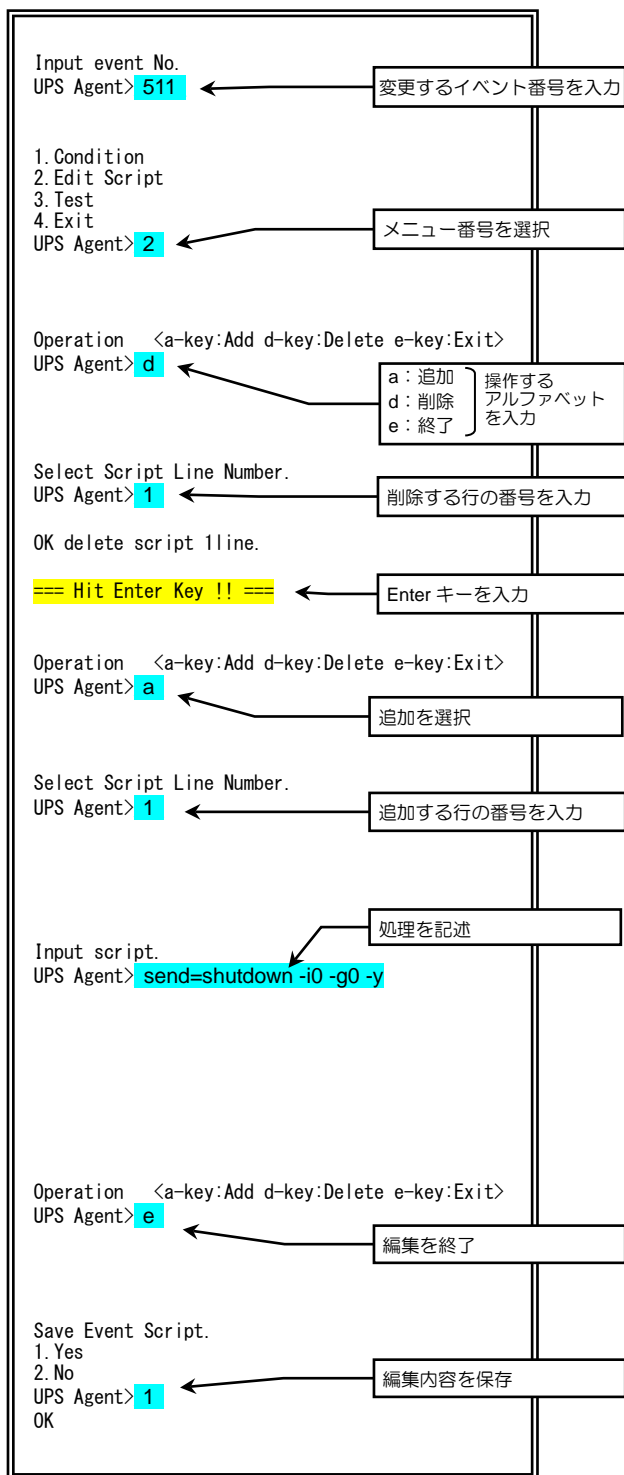 Input event No.
UPS Agent> 511
変更するイベント番号を入力
1.Condition
2.Edit Script
3.Test
4.Exit
UPS Agent> 2
メニュー番号を選択
Operation <a-key:Add d-key:Delete e-key:Exit>
UPS Agent> d
a:追加
d:削除
e:終了
操作する
アルファベット
を入力
Select Script Line Number.
UPS Agent> 1
削除する行の番号を入力
OK delete script 1line.
=== Hit Enter Key !! ===
Enter キーを入力
Operation <a-key:Add d-key:Delete e-key:Exit>
UPS Agent> a
追加を選択
Select Script Line Number.
UPS Agent> 1
追加する行の番号を入力
処理を記述
Input script.
UPS Agent> send=shutdown -i0 -g0 -y
Operation <a-key:Add d-key:Delete e-key:Exit>
UPS Agent> e
編集を終了
Save Event Script.
1.Yes
2.No
UPS Agent> 1
編集内容を保存
OK